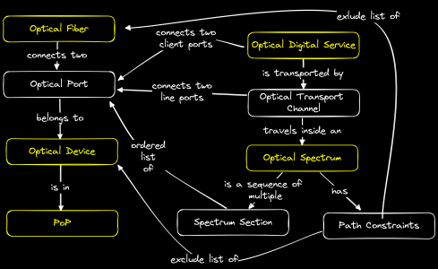 exlude list of
Optical Fiber
connects two
client ports
Optical Digital Service
connects two
is transported by
Optical Port
connects two
line ports
Optical Transport
Channel
belongs to
travels inside an
Optical Device
ordered
list
of
Optical Spectrum
is in
is a sequence of
multiple
has
PoP
Spectrum Section
Path Constraints
exclude list of